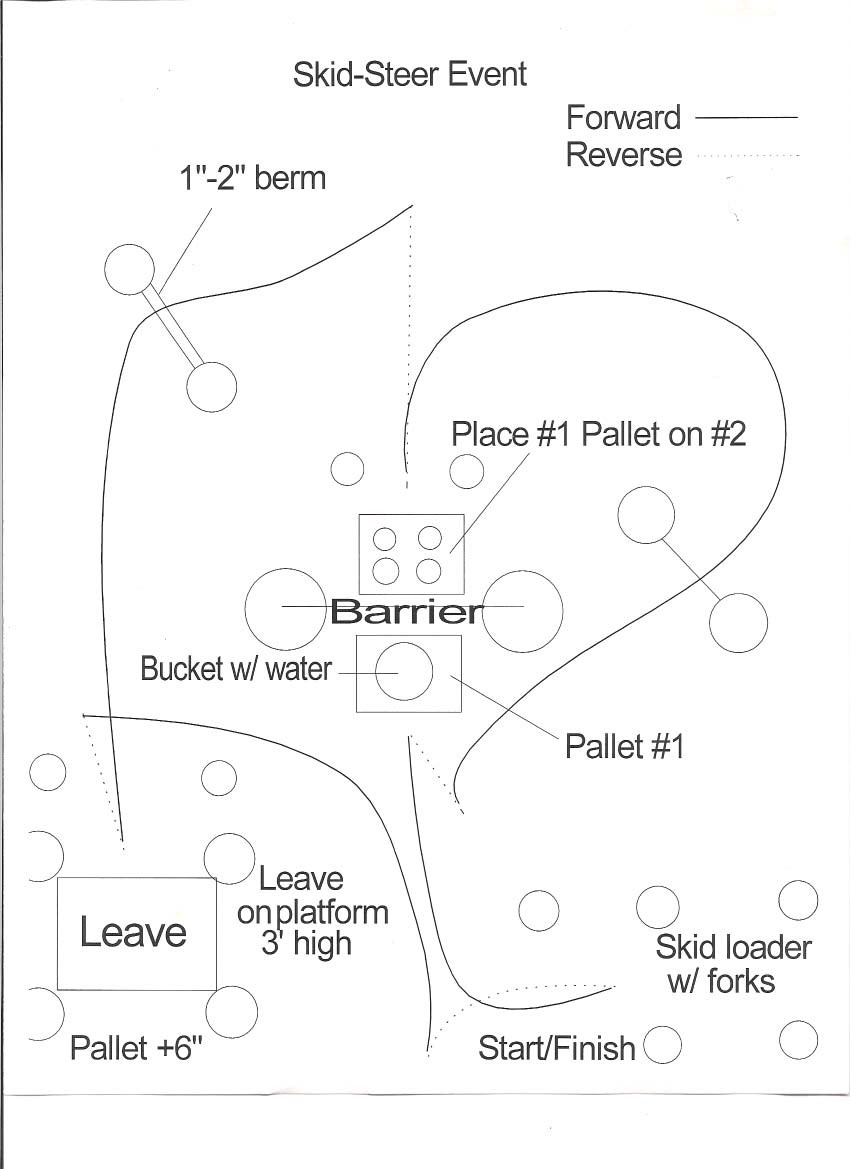 Skid-Steer Event
Forward
Reverse
1"-2" berm
Place #1 Pallet on #2
Barrier
Bucket w/ water
Pallet #1
Leave
on platform
3' high
Leave
Skid loader
w/ forks
Pallet +6"
Start/Finish